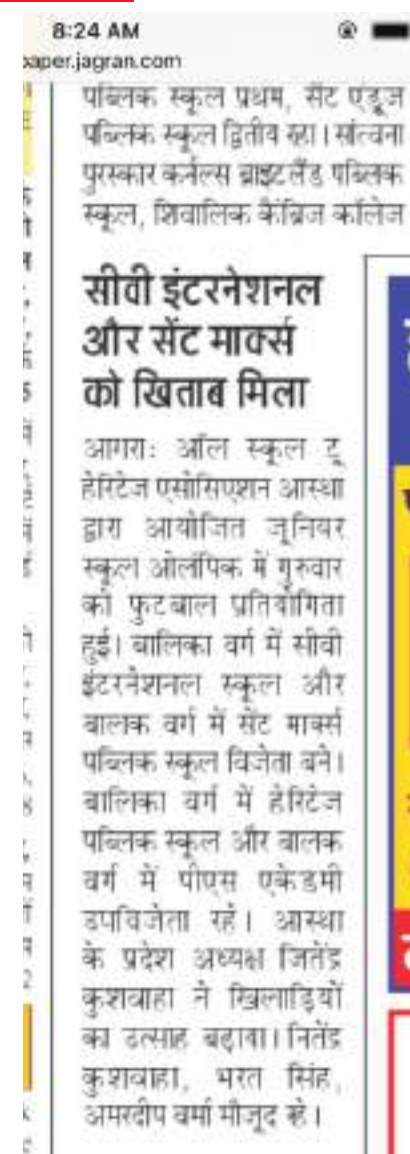 8:24 AM
aper.jagran.com
पब्लिक स्कूल प्रथम, सेंट एंड्रूज
पब्लिक स्कूल द्वितीय रहा। सांत्वना
पुरस्कार कर्नल्स ब्राइटलैंड पब्लिक
स्कूल, शिवालिक कैंब्रिज कॉलेज
सीवी इंटरनेशनल
और सेंट मार्क्स
को खिताब मिला
आगराः ऑल स्कूल टू
हेरिटेज एसोसिएशन आस्था
द्वारा आयोजित जूनियर
स्कूल ओलंपिक में गुरुवार
को फुटबाल प्रतियोगिता
हुई। बालिका वर्ग में सीवी
इंटरनेशनल स्कूल और
बालक वर्ग में सेंट मार्क्स
पब्लिक स्कूल विजेता बने।
बालिका वर्ग में हेरिटेज
पब्लिक स्कूल और बालक
वर्ग में पीएस एकेडमी
उपविजेता रहे। आस्था
के प्रदेश अध्यक्ष जितेंद्र
कुशवाहा ने खिलाड़ियों
का उत्साह बढ़ाया। नितेंद्र
कुशवाहा, भरत सिंह,
अमरदीप वर्मा मौजूद रहे।